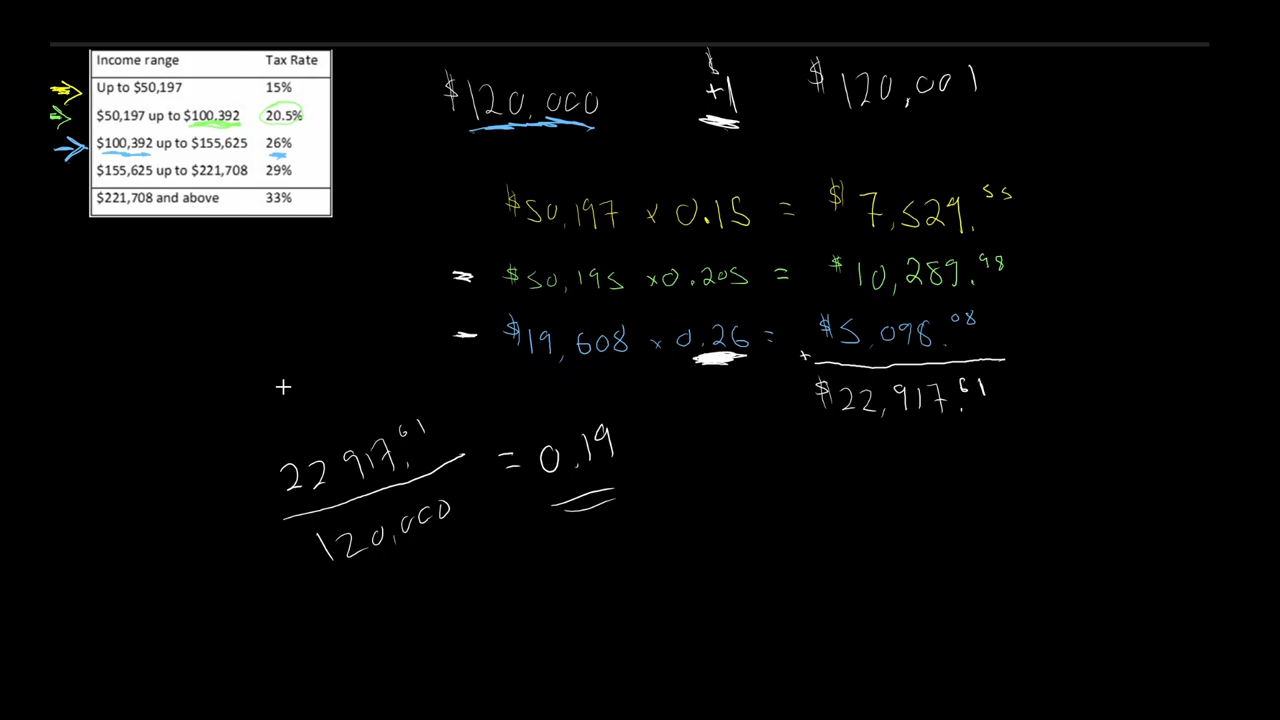 Income range Tax Rate
Up to $50,197 15%
$50,197 up to $100,392 20.5%
$100,392 up to $155,625 26%
$155,625 up to $221,708 29%
$221,708 and above 33%
$120,000 $ +1 $120,001
$50,197 x 0.15 = $7,529.55
= $50,195 x 0.205 = $10,289.98
- $19,608 x 0.26 = $5,098.08
+
$22,917.61
22 917.61 / 120,000 = 0.19